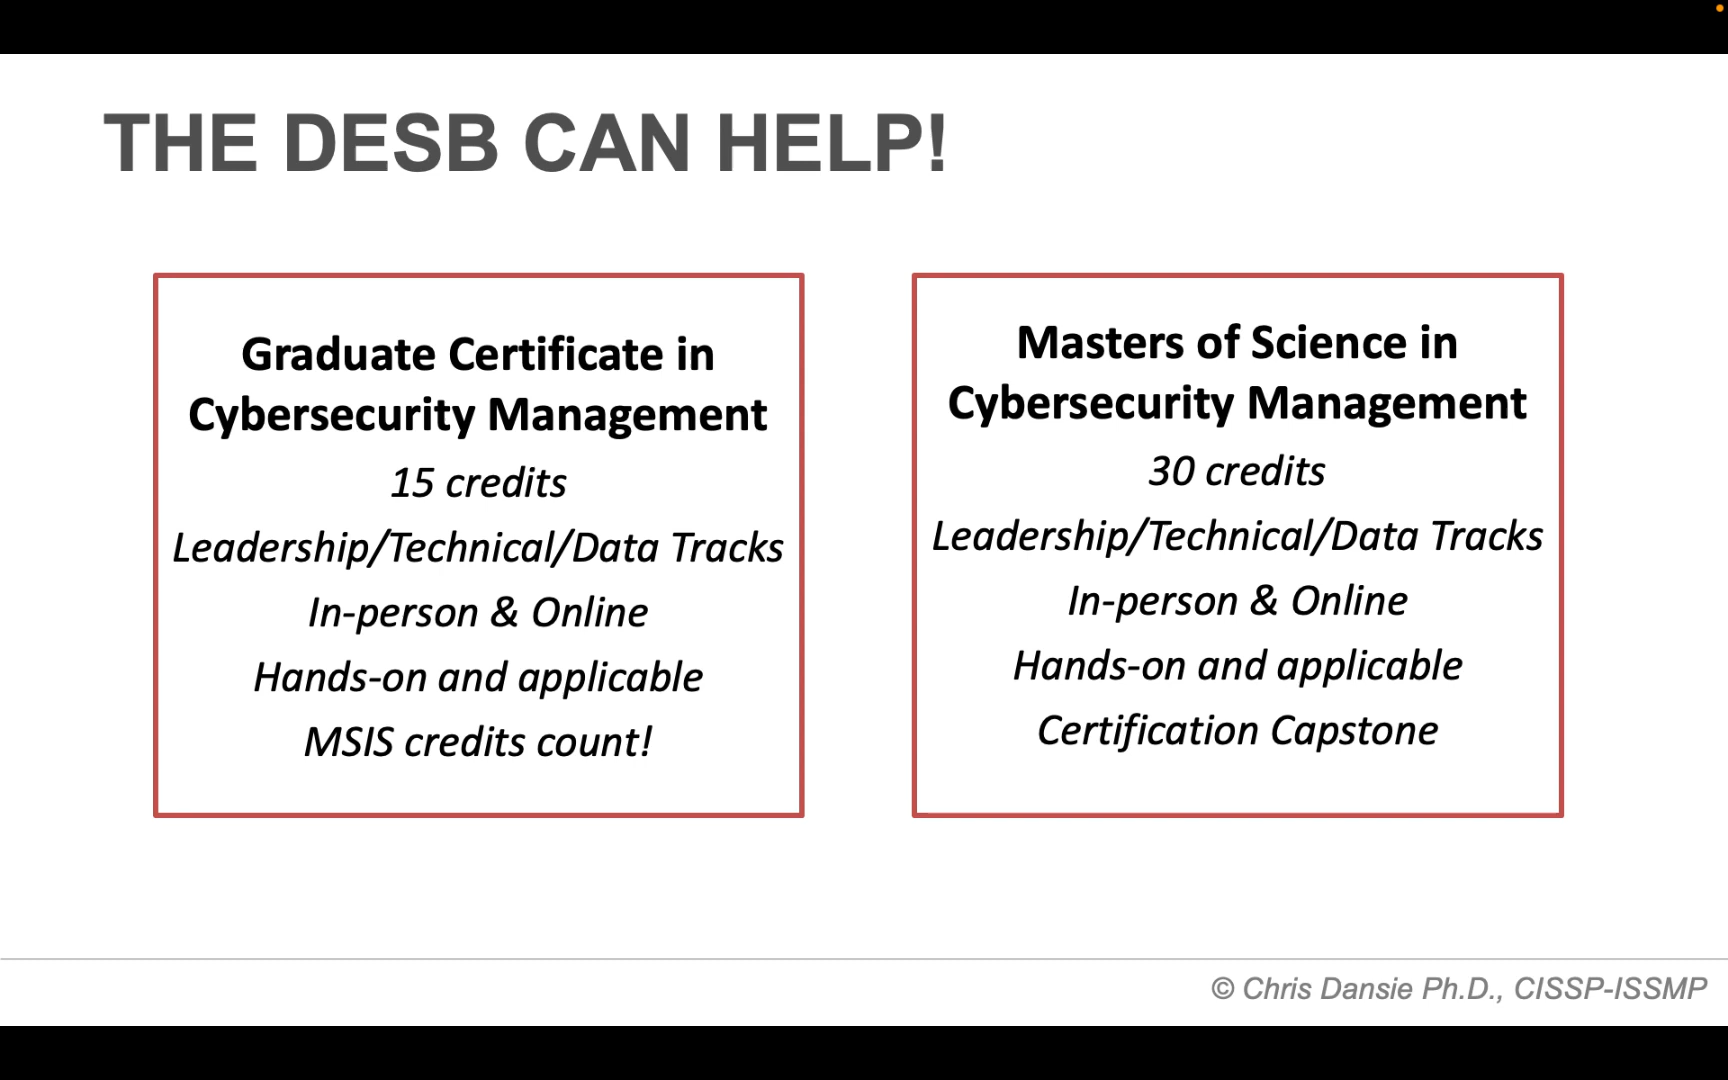 THE DESB CAN HELP!
Graduate Certificate in
Cybersecurity Management
15 credits
Leadership/Technical/Data Tracks
In-person & Online
Hands-on and applicable
MSIS credits count!
Masters of Science in
Cybersecurity Management
30 credits
Leadership/Technical/Data Tracks
In-person & Online
Hands-on and applicable
Certification Capstone
© Chris Dansie Ph.D., CISSP-ISSMP